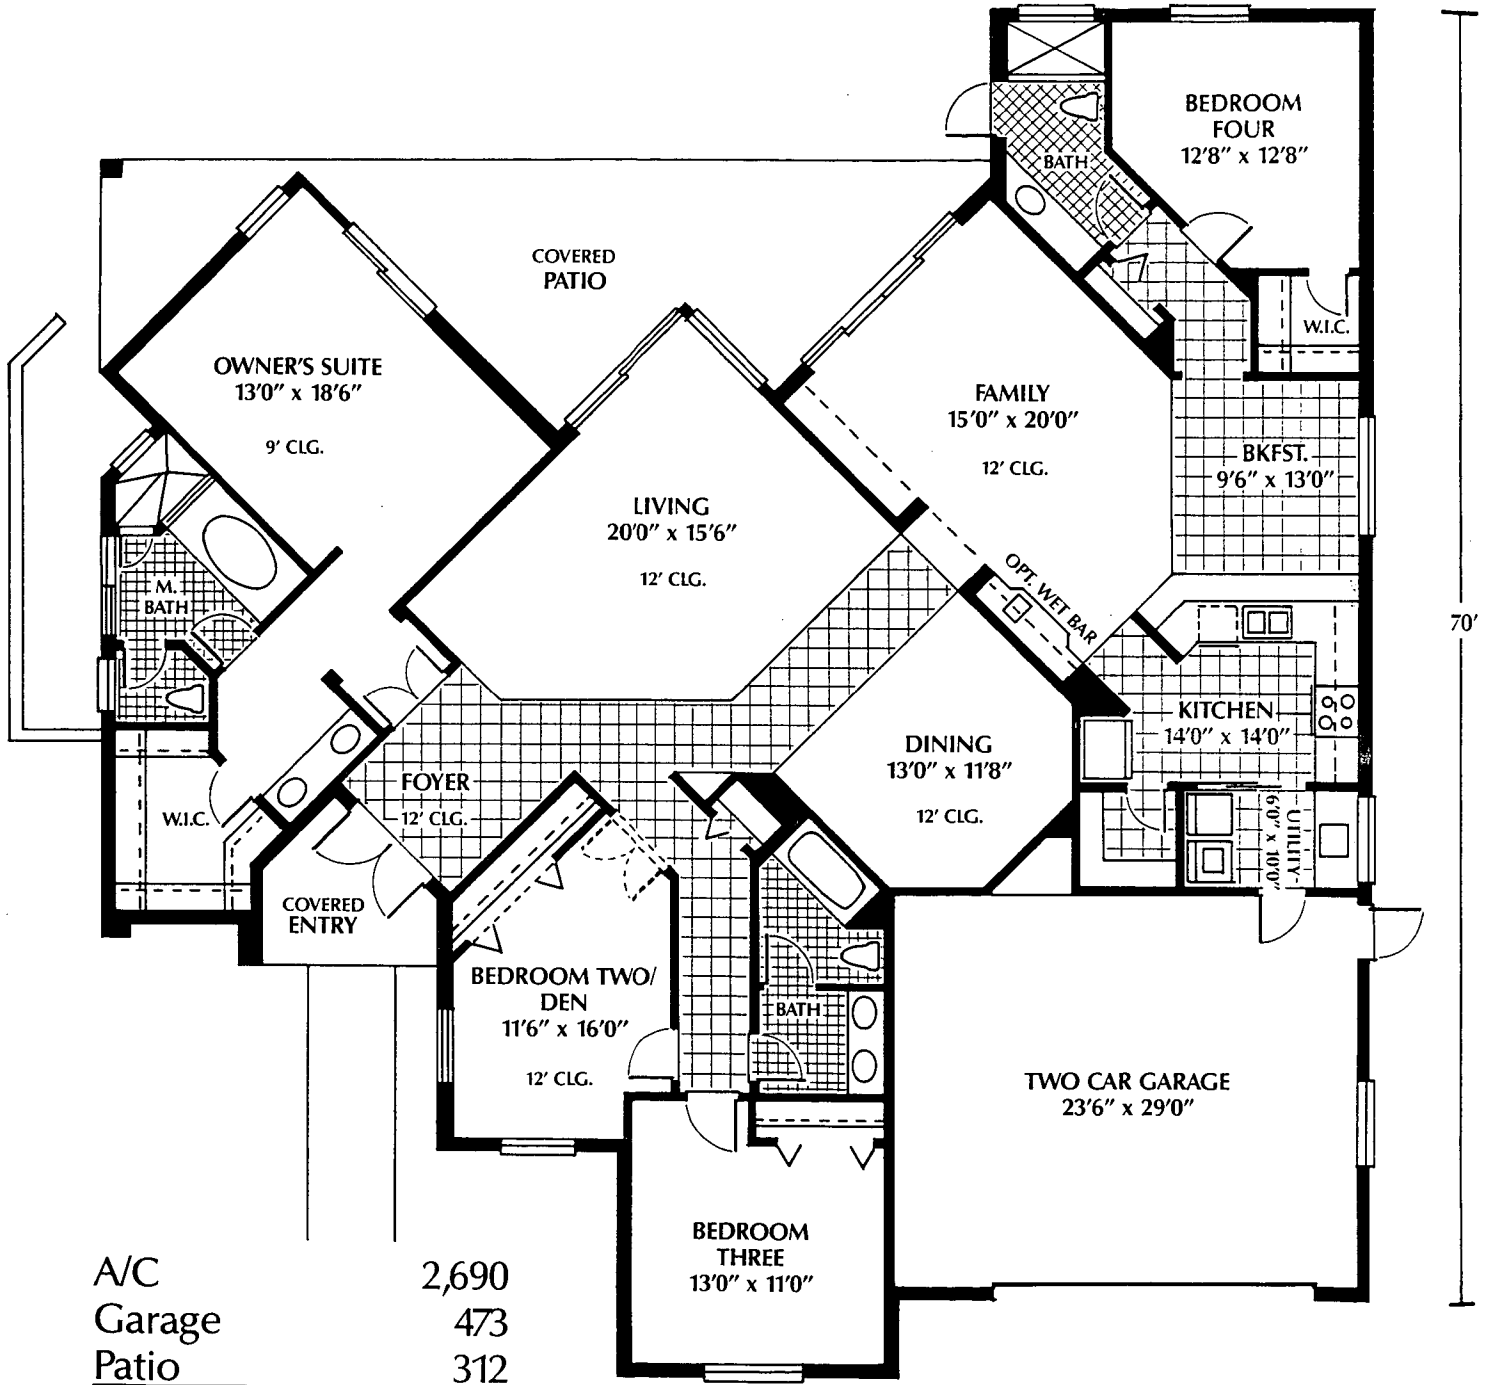 BEDROOM
FOUR
12'8" x 12'8"
BATH
W.I.C.
COVERED
PATIO
OWNER'S SUITE
13'0" x 18'6"
9' CLG.
FAMILY
15'0" x 20'0"
12' CLG.
BKFST.
9'6" x 13'0"
LIVING
20'0" x 15'6"
12' CLG.
OPT. WET BAR
M.
BATH
70'
KITCHEN
14'0" x 14'0"
DINING
13'0" x 11'8"
12' CLG.
FOYER
12' CLG.
W.I.C.
UTILITY
6'0" x 10'0"
COVERED
ENTRY
BEDROOM TWO/
DEN
11'6" x 16'0"
12' CLG.
BATH
TWO CAR GARAGE
23'6" x 29'0"
BEDROOM
THREE
13'0" x 11'0"
A/C 2,690
Garage 473
Patio 312